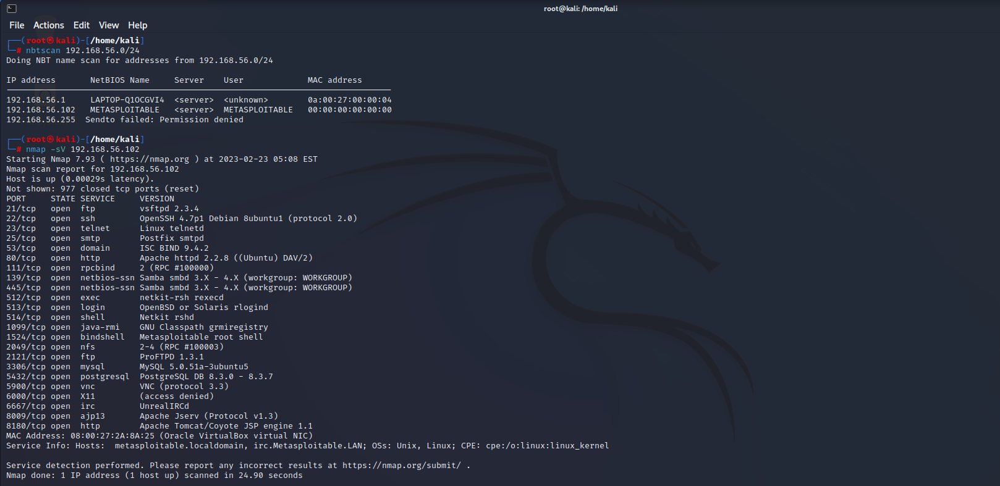 root@kali: /home/kali
File Actions Edit View Help
┌──(root㉿kali)-[/home/kali]
└─# nbtscan 192.168.56.0/24
Doing NBT name scan for addresses from 192.168.56.0/24
IP address       NetBIOS Name     Server    User             MAC address
192.168.56.1     LAPTOP-Q1OCGVI4  <server>  <unknown>        0a:00:27:00:00:04
192.168.56.102   METASPLOITABLE   <server>  METASPLOITABLE   00:00:00:00:00:00
192.168.56.255  Sendto failed: Permission denied
┌──(root㉿kali)-[/home/kali]
└─# nmap -sV 192.168.56.102
Starting Nmap 7.93 ( https://nmap.org ) at 2023-02-23 05:08 EST
Nmap scan report for 192.168.56.102
Host is up (0.00029s latency).
Not shown: 977 closed tcp ports (reset)
PORT     STATE SERVICE     VERSION
21/tcp   open  ftp         vsftpd 2.3.4
22/tcp   open  ssh         OpenSSH 4.7p1 Debian 8ubuntu1 (protocol 2.0)
23/tcp   open  telnet      Linux telnetd
25/tcp   open  smtp        Postfix smtpd
53/tcp   open  domain      ISC BIND 9.4.2
80/tcp   open  http        Apache httpd 2.2.8 ((Ubuntu) DAV/2)
111/tcp  open  rpcbind     2 (RPC #100000)
139/tcp  open  netbios-ssn Samba smbd 3.X - 4.X (workgroup: WORKGROUP)
445/tcp  open  netbios-ssn Samba smbd 3.X - 4.X (workgroup: WORKGROUP)
512/tcp  open  exec        netkit-rsh rexecd
513/tcp  open  login       OpenBSD or Solaris rlogind
514/tcp  open  shell       Netkit rshd
1099/tcp open  java-rmi    GNU Classpath grmiregistry
1524/tcp open  bindshell   Metasploitable root shell
2049/tcp open  nfs         2-4 (RPC #100003)
2121/tcp open  ftp         ProFTPD 1.3.1
3306/tcp open  mysql       MySQL 5.0.51a-3ubuntu5
5432/tcp open  postgresql  PostgreSQL DB 8.3.0 - 8.3.7
5900/tcp open  vnc         VNC (protocol 3.3)
6000/tcp open  X11         (access denied)
6667/tcp open  irc         UnrealIRCd
8009/tcp open  ajp13       Apache Jserv (Protocol v1.3)
8180/tcp open  http        Apache Tomcat/Coyote JSP engine 1.1
MAC Address: 08:00:27:2A:8A:25 (Oracle VirtualBox virtual NIC)
Service Info: Hosts:  metasploitable.localdomain, irc.Metasploitable.LAN; OSs: Unix, Linux; CPE: cpe:/o:linux:linux_kernel
Service detection performed. Please report any incorrect results at https://nmap.org/submit/ .
Nmap done: 1 IP address (1 host up) scanned in 24.90 seconds